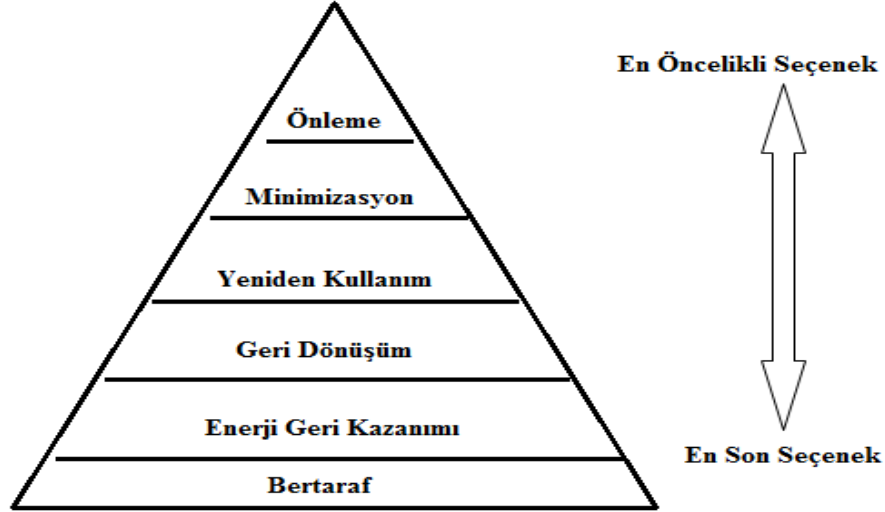 En Öncelikli Seçenek
Önleme
Minimizasyon
Yeniden Kullanım
Geri Dönüşüm
Enerji Geri Kazanımı
En Son Seçenek
Bertaraf